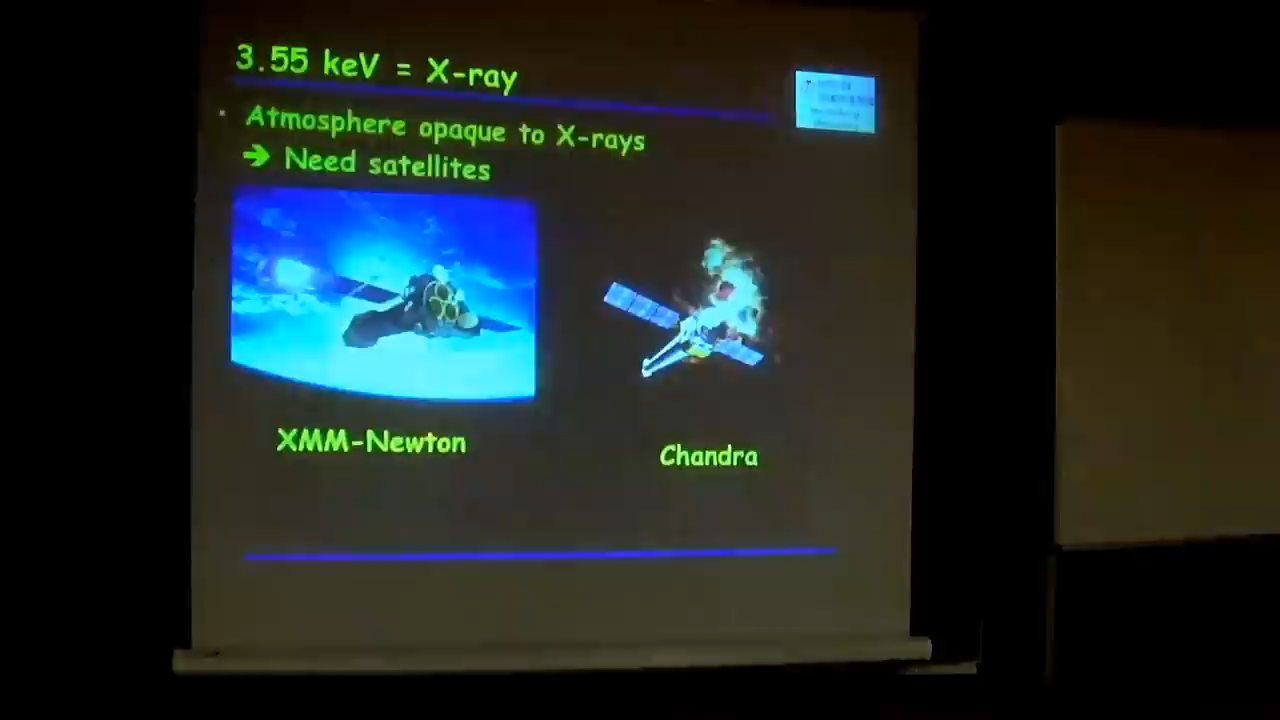 3.55 keV = X-ray
• Atmosphere opaque to X-rays
➔ Need satellites
XMM-Newton
Chandra